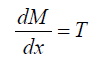 dM/dx = T